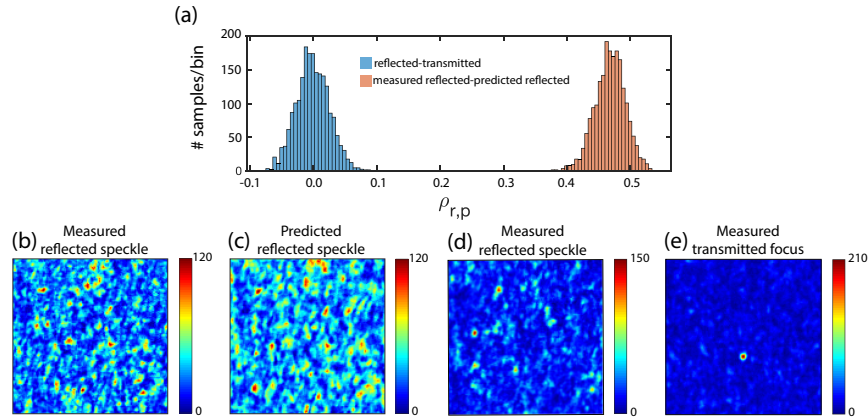 (a)
200
150
100
50
0
# samples/bin
reflected-transmitted
measured reflected-predicted reflected
-0.1 0.0 0.1 0.2 0.3 0.4 0.5
ρr,p
(b) Measured reflected speckle
120
0
(c) Predicted reflected speckle
120
0
(d) Measured reflected speckle
150
0
(e) Measured transmitted focus
210
0